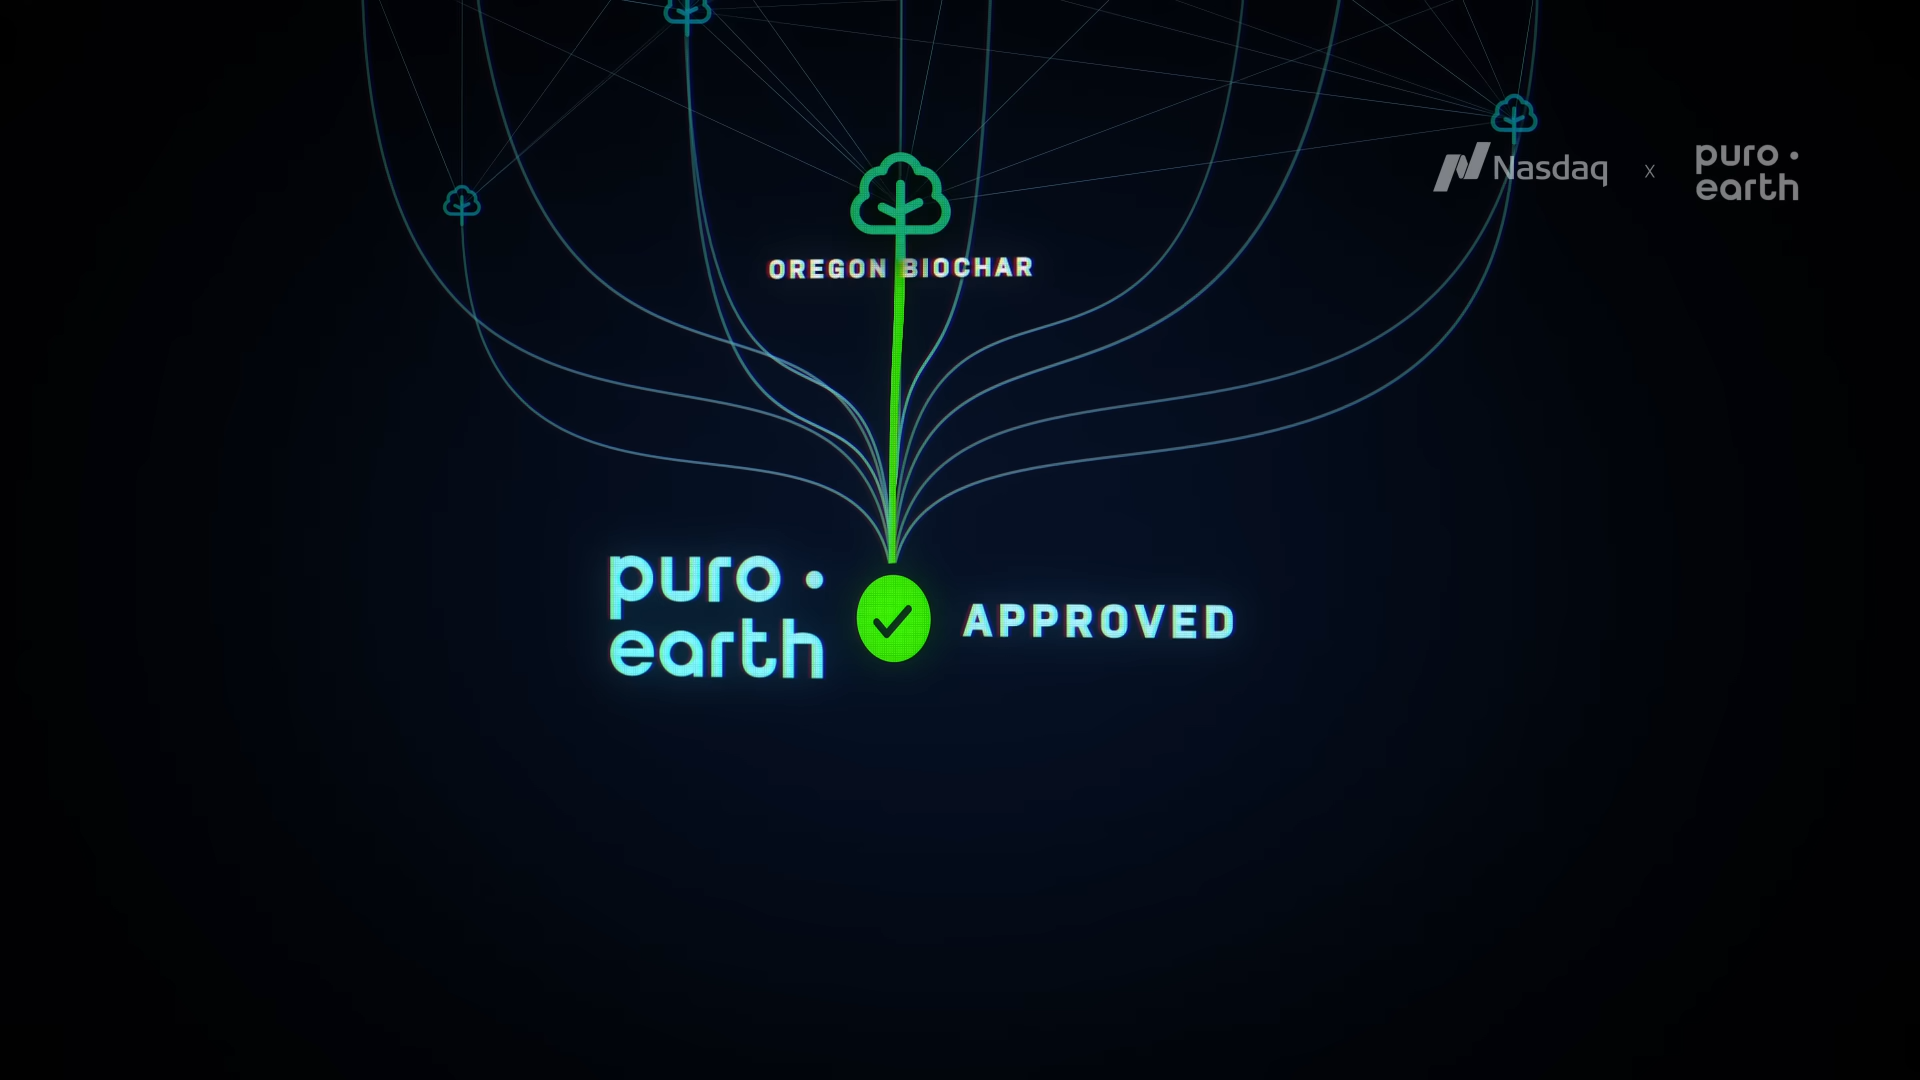 Nasdaq x puro·
earth
OREGON BIOCHAR
puro·
earth
APPROVED